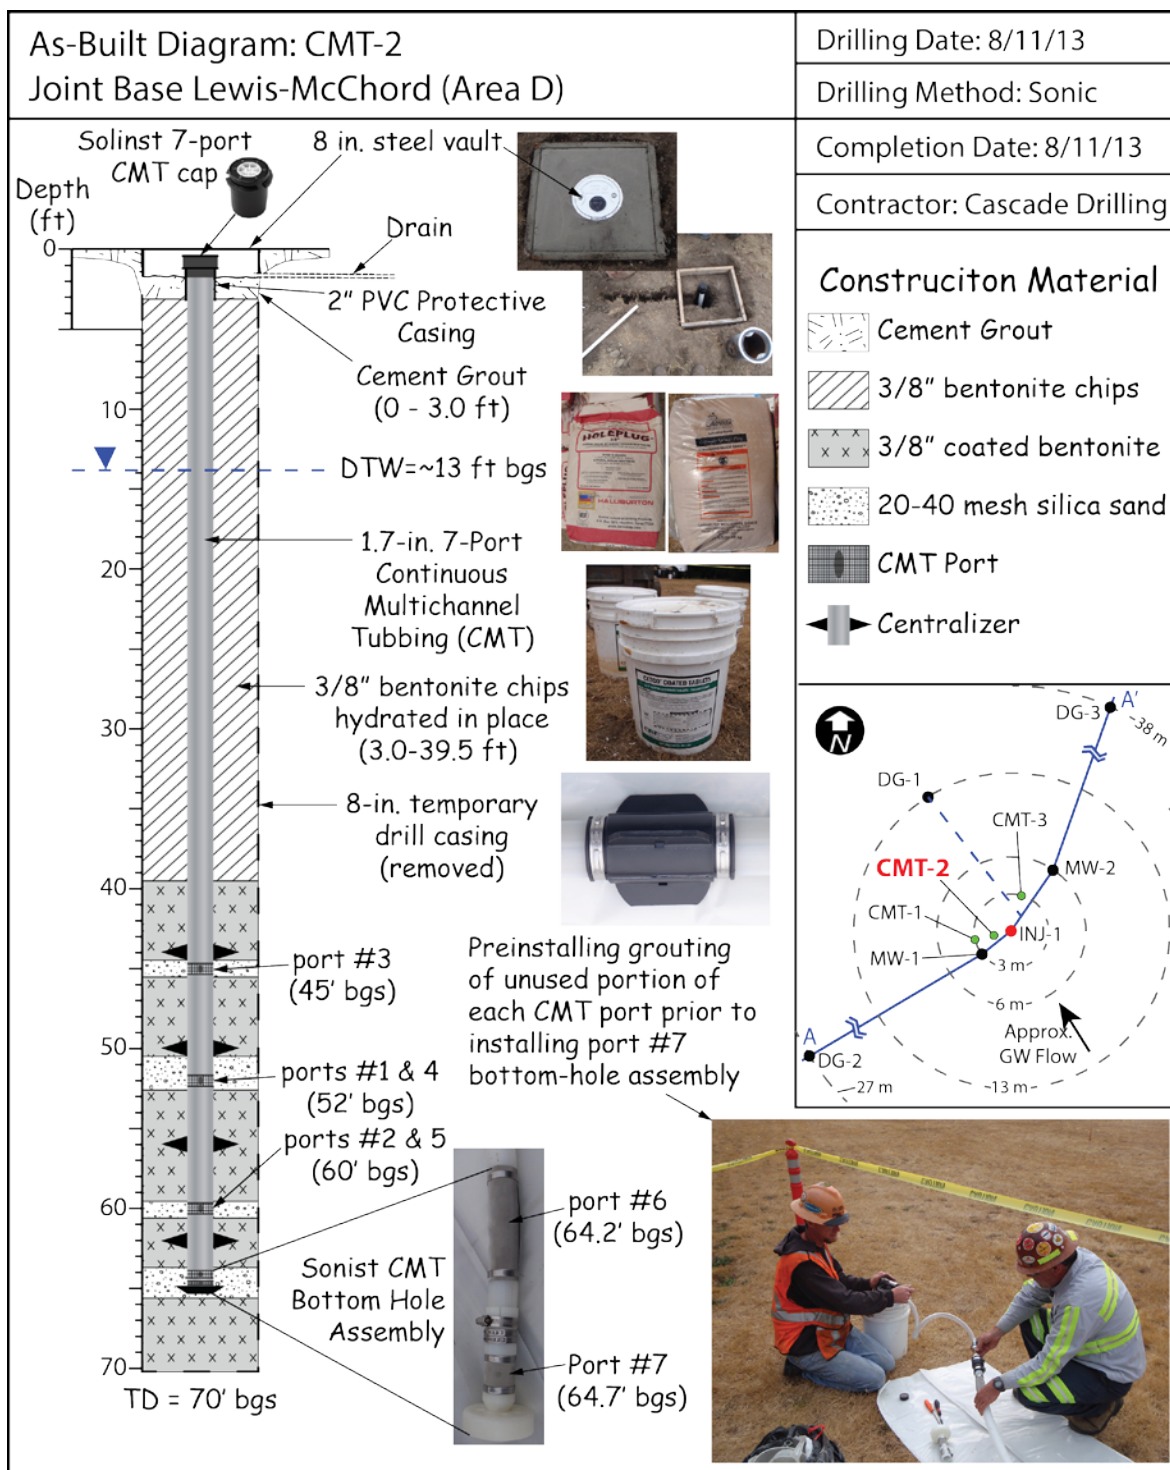 As-Built Diagram: CMT-2
Joint Base Lewis-McChord (Area D)
Drilling Date: 8/11/13
Drilling Method: Sonic
Completion Date: 8/11/13
Contractor: Cascade Drilling
Solinst 7-port
CMT cap
8 in. steel vault
Depth
(ft)
0
Drain
2" PVC Protective
Casing
Cement Grout
(0 - 3.0 ft)
10
DTW=~13 ft bgs
HOLEPLUG
HALLIBURTON
1.7-in. 7-Port
Continuous
Multichannel
Tubing (CMT)
20
3/8" bentonite chips
hydrated in place
(3.0-39.5 ft)
30
8-in. temporary
drill casing
(removed)
40
port #3
(45' bgs)
50
ports #1 & 4
(52' bgs)
ports #2 & 5
(60' bgs)
60
port #6
(64.2' bgs)
Sonist CMT
Bottom Hole
Assembly
Port #7
(64.7' bgs)
70
TD = 70' bgs
Preinstalling grouting
of unused portion of
each CMT port prior to
installing port #7
bottom-hole assembly
Construciton Material
Cement Grout
3/8" bentonite chips
3/8" coated bentonite
20-40 mesh silica sand
CMT Port
Centralizer
N
A'
DG-3
~38 m
DG-1
CMT-3
CMT-2
MW-2
CMT-1
INJ-1
MW-1
3 m
6 m
Approx.
GW Flow
A
DG-2
~27 m
13 m